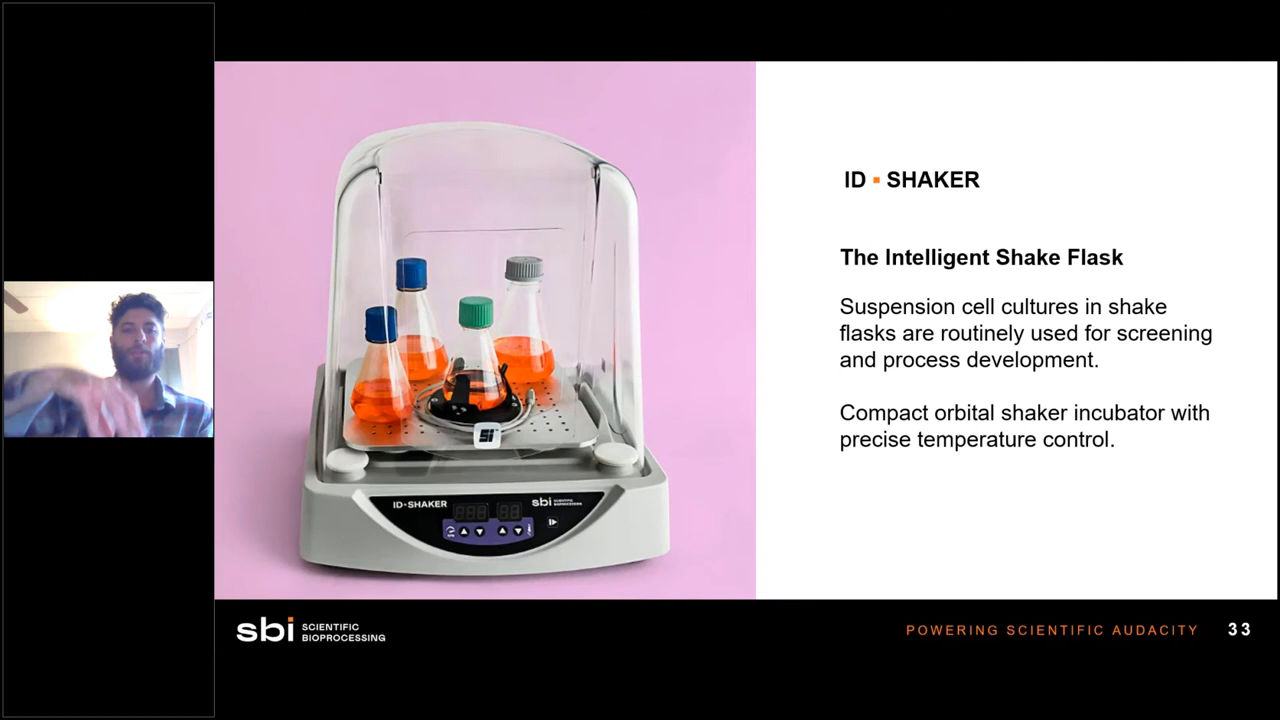 ID ▪ SHAKER
The Intelligent Shake Flask
Suspension cell cultures in shake
flasks are routinely used for screening
and process development.
Compact orbital shaker incubator with
precise temperature control.
ID-SHAKER
sbi SCIENTIFIC
BIOPROCESSING
sbi SCIENTIFIC
BIOPROCESSING
POWERING SCIENTIFIC AUDACITY 33